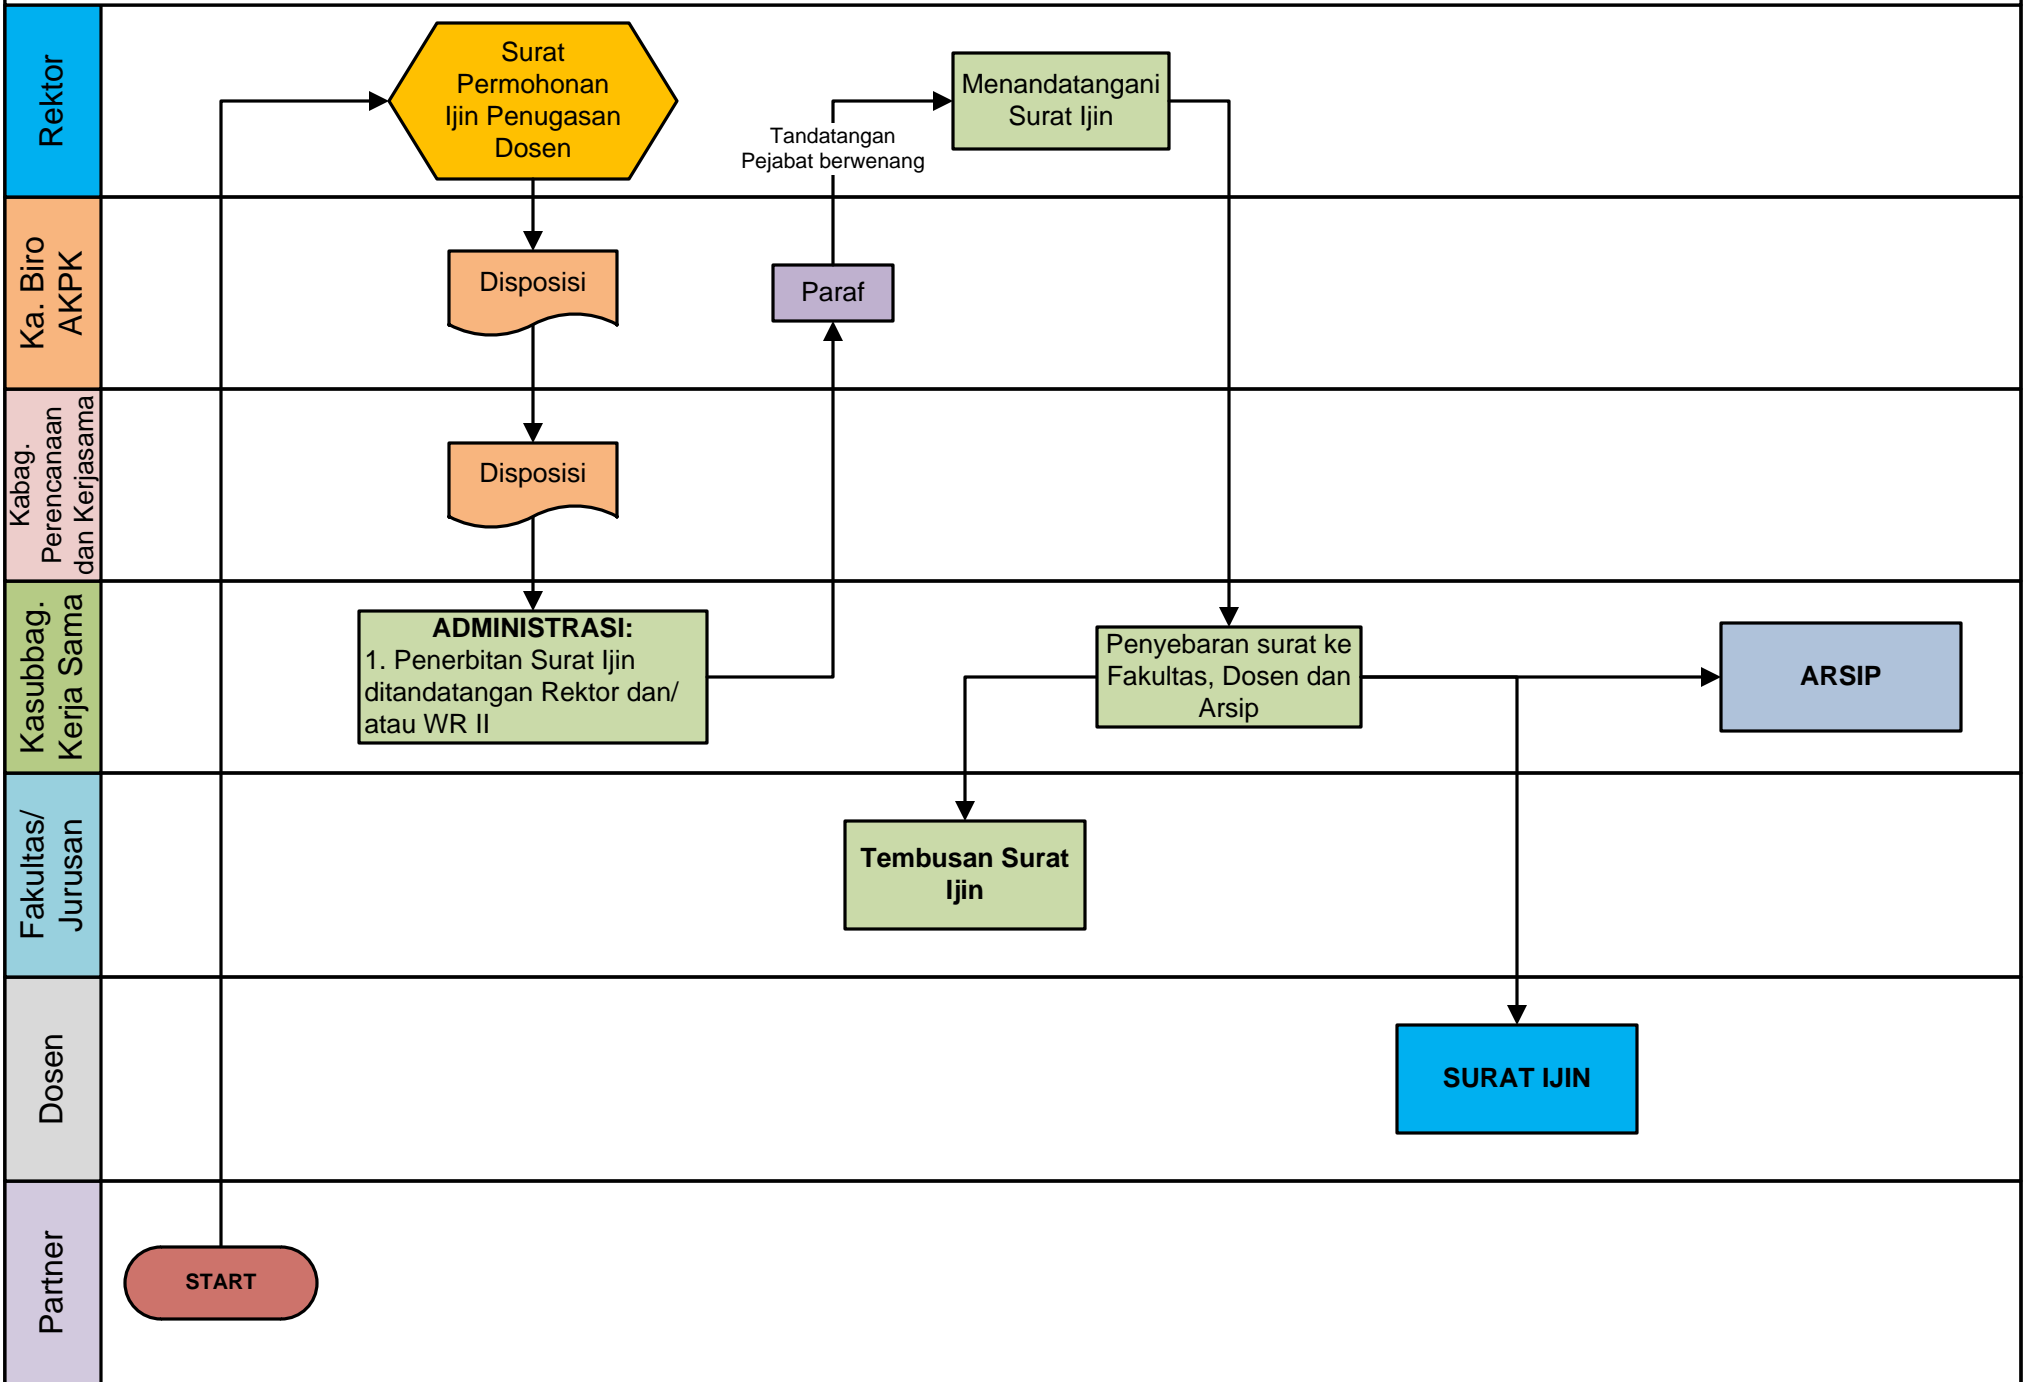 Rektor
Surat
Permohonan
Ijin Penugasan
Dosen
Tandatangan
Pejabat berwenang
Menandatangani
Surat Ijin
Ka. Biro
AKPK
Disposisi
Paraf
Kabag.
Perencanaan
dan Kerjasama
Disposisi
Kasubbag.
Kerja Sama
ADMINISTRASI:
1. Penerbitan Surat Ijin
ditandatangan Rektor dan/
atau WR II
Penyebaran surat ke
Fakultas, Dosen dan
Arsip
ARSIP
Fakultas/
Jurusan
Tembusan Surat
Ijin
Dosen
SURAT IJIN
Partner
START